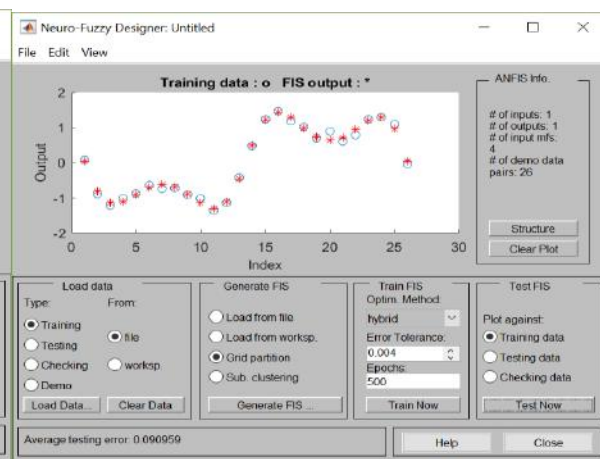 Neuro-Fuzzy Designer: Untitled
File Edit View
Training data : o FIS output : *
2
1
0
-1
-2
Output
0 5 10 15 20 25 30
Index
ANFIS Info.
# of inputs: 1
# of outputs: 1
# of input mfs:
4
# of demo data
pairs: 26
Structure
Clear Plot
Load data
Type: From:
Training
Testing
Checking
Demo
file
worksp.
Load Data... Clear Data
Generate FIS
Load from file
Load from worksp.
Grid partition
Sub. clustering
Generate FIS ...
Train FIS
Optim. Method:
hybrid
Error Tolerance:
0.004
Epochs:
500
Train Now
Test FIS
Plot against:
Training data
Testing data
Checking data
Test Now
Average testing error: 0.090959
Help Close